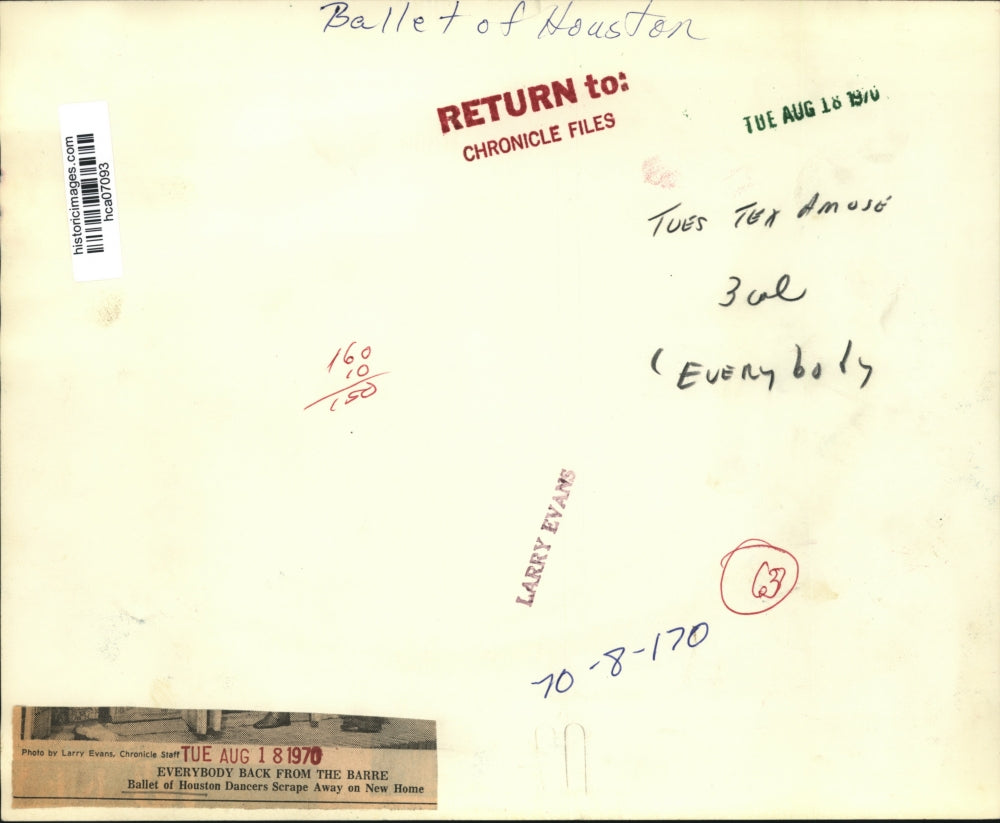 Ballet of Houston
RETURN to:
CHRONICLE FILES
TUE AUG 18 1970
historicimages.com
hca07093
TUES TEX AMUSE
3 col
(EVERYbody
160
10
150
LARRY EVANS
63
70-8-170
Photo by Larry Evans, Chronicle Staff TUE AUG 18 1970
EVERYBODY BACK FROM THE BARRE
Ballet of Houston Dancers Scrape Away on New Home